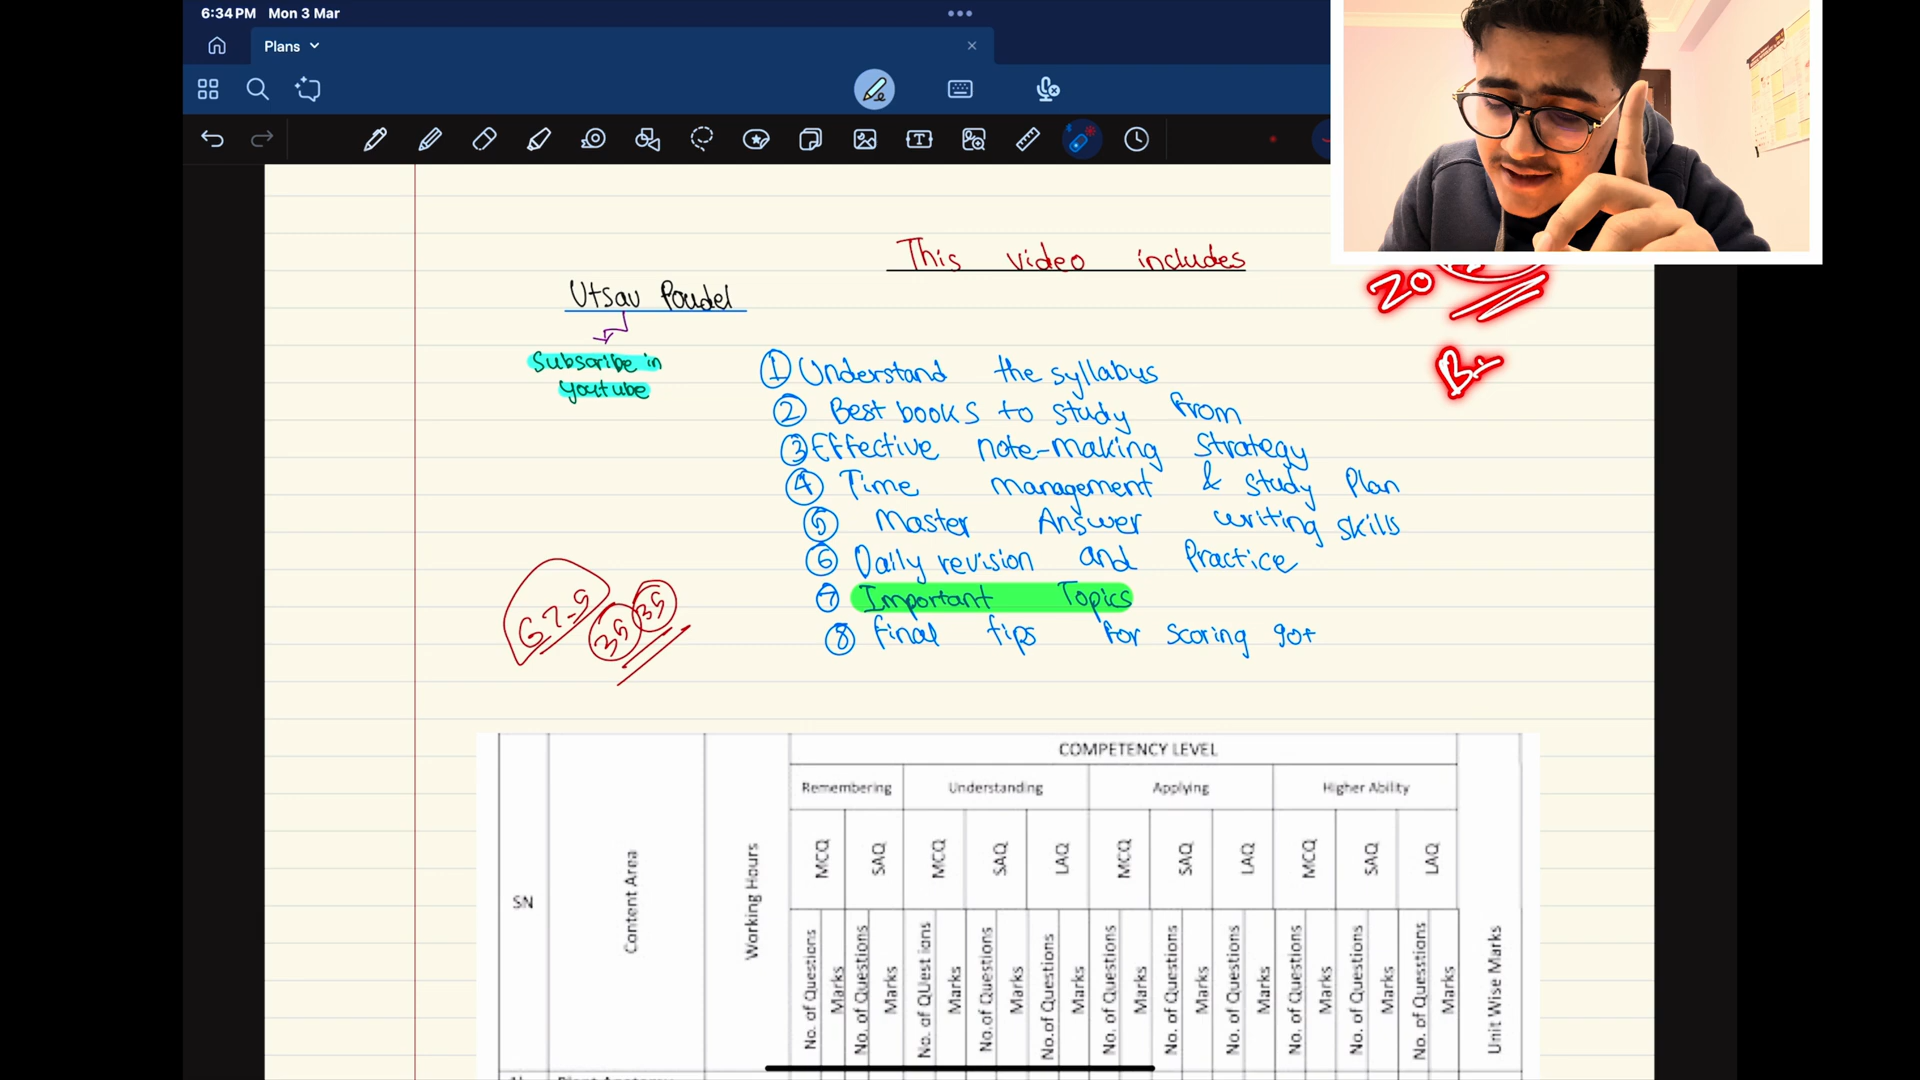 6:34 PM Mon 3 Mar
Plans
This video includes
Utsav Poudel
Subscribe in
Youtube
20
① Understand the syllabus
② Best books to study from
③ Effective note-making Strategy
④ Time management & study Plan
⑤ Master Answer writing skills
⑥ Daily revision and Practice
⑦ Important Topics
⑧ final tips for scoring 90+
35 35
COMPETENCY LEVEL
Remembering Understanding Applying Higher Ability
MCQ SAQ MCQ SAQ LAQ MCQ SAQ LAQ MCQ SAQ LAQ
SN Content Area Working Hours Unit Wise Marks
No. of Questions Marks No. of Questions Marks No. of QUest ions Marks No.of Questions Marks No.of Questions Marks No. of Questions Marks No. of Questions Marks No. of Questions Marks No. of Questions Marks No. of Questions Marks No. of Quesstions Marks